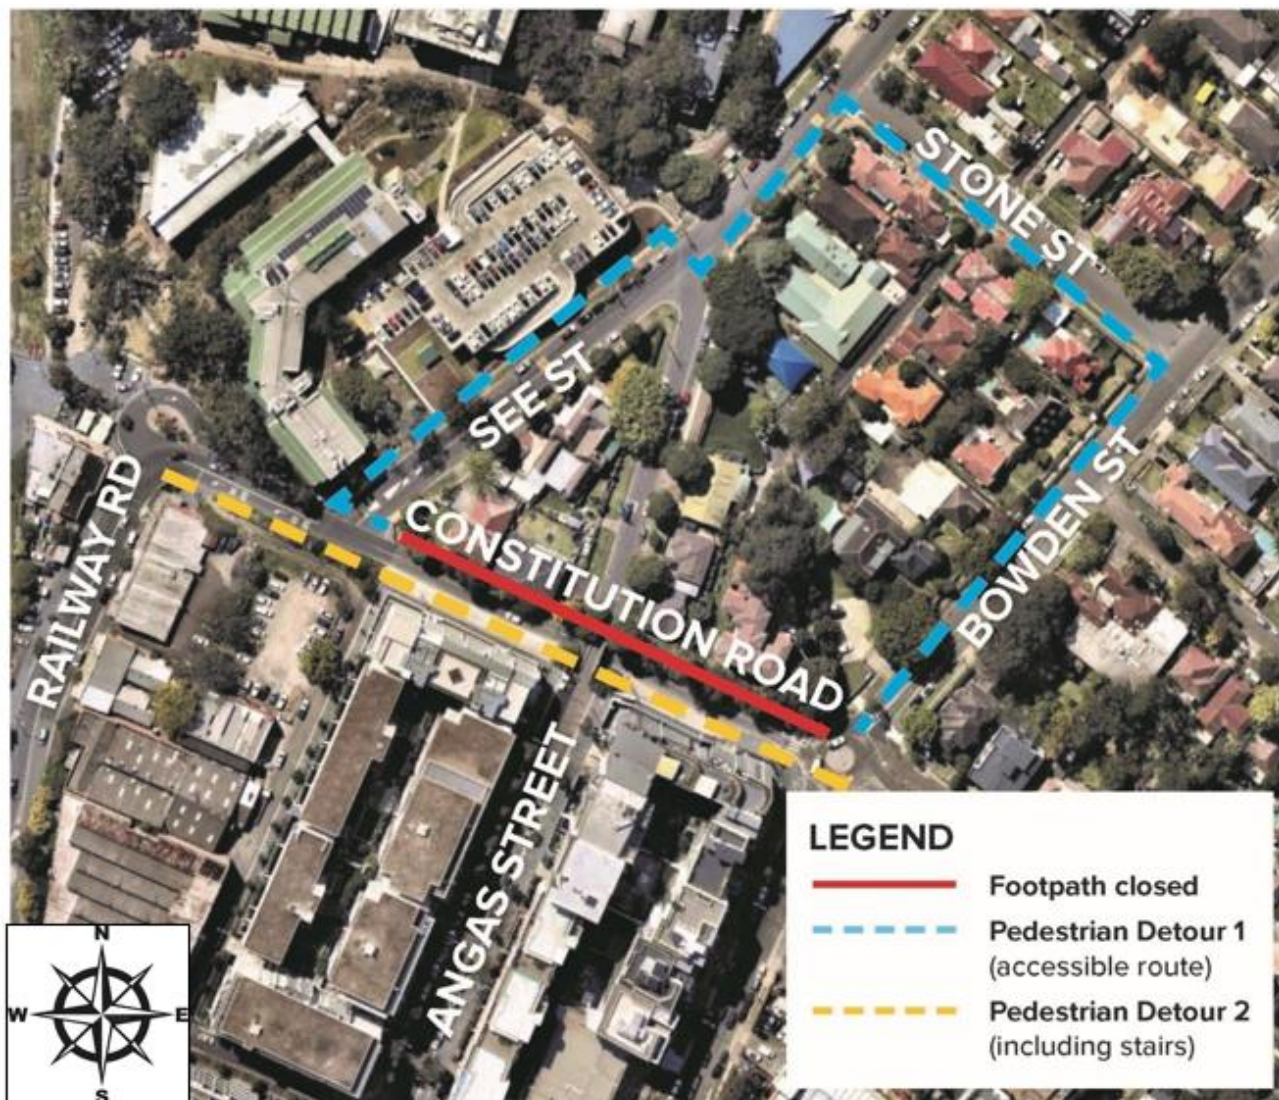 STONE ST
SEE ST
CONSTITUTION ROAD
RAILWAY RD
BOWDEN ST
ANGAS STREET
LEGEND
Footpath closed
Pedestrian Detour 1
(accessible route)
Pedestrian Detour 2
(including stairs)
N
W
E
S